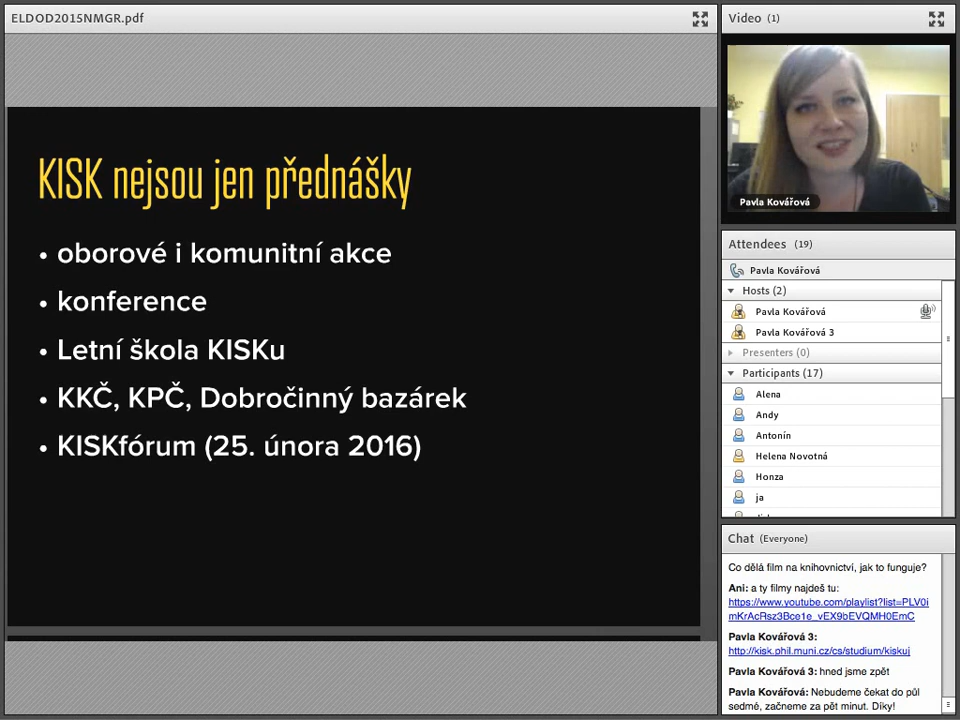 ELDOD2015NMGR.pdf
KISK nejsou jen přednášky
• oborové i komunitní akce
• konference
• Letní škola KISKu
• KKČ, KPČ, Dobročinný bazárek
• KISKfórum (25. února 2016)
Video (1)
Pavla Kovářová
Attendees (19)
Pavla Kovářová
Hosts (2)
Pavla Kovářová
Pavla Kovářová 3
Presenters (0)
Participants (17)
Alena
Andy
Antonín
Helena Novotná
Honza
ja
Chat (Everyone)
Co dělá film na knihovnictví, jak to funguje?
Ani: a ty filmy najdeš tu:
https://www.youtube.com/playlist?list=PLV0i
mKrAcRsz3Bce1e_vEX9bEVQMH0EmC
Pavla Kovářová 3:
http://kisk.phil.muni.cz/cs/studium/kiskuj
Pavla Kovářová 3: hned jsme zpět
Pavla Kovářová: Nebudeme čekat do půl
sedmé, začneme za pět minut. Díky!